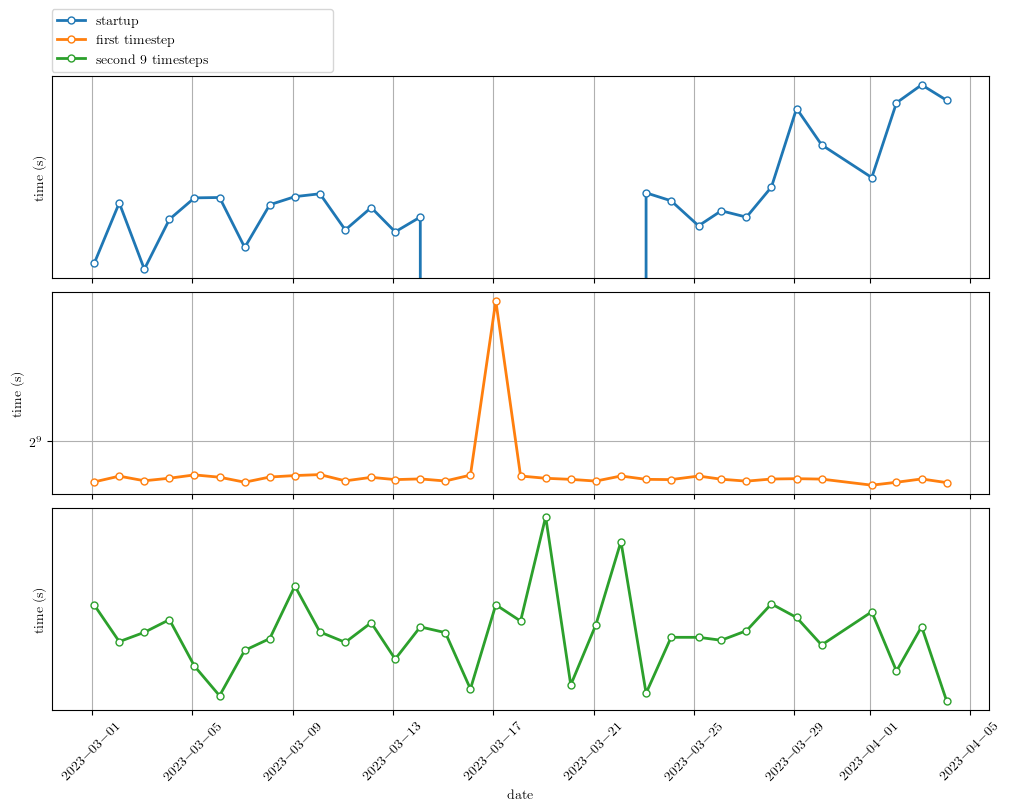 startup
first timestep
second 9 timesteps
time (s)
time (s)
2⁹
time (s)
2023−03−01
2023−03−05
2023−03−09
2023−03−13
2023−03−17
2023−03−21
2023−03−25
2023−03−29
2023−04−01
2023−04−05
date